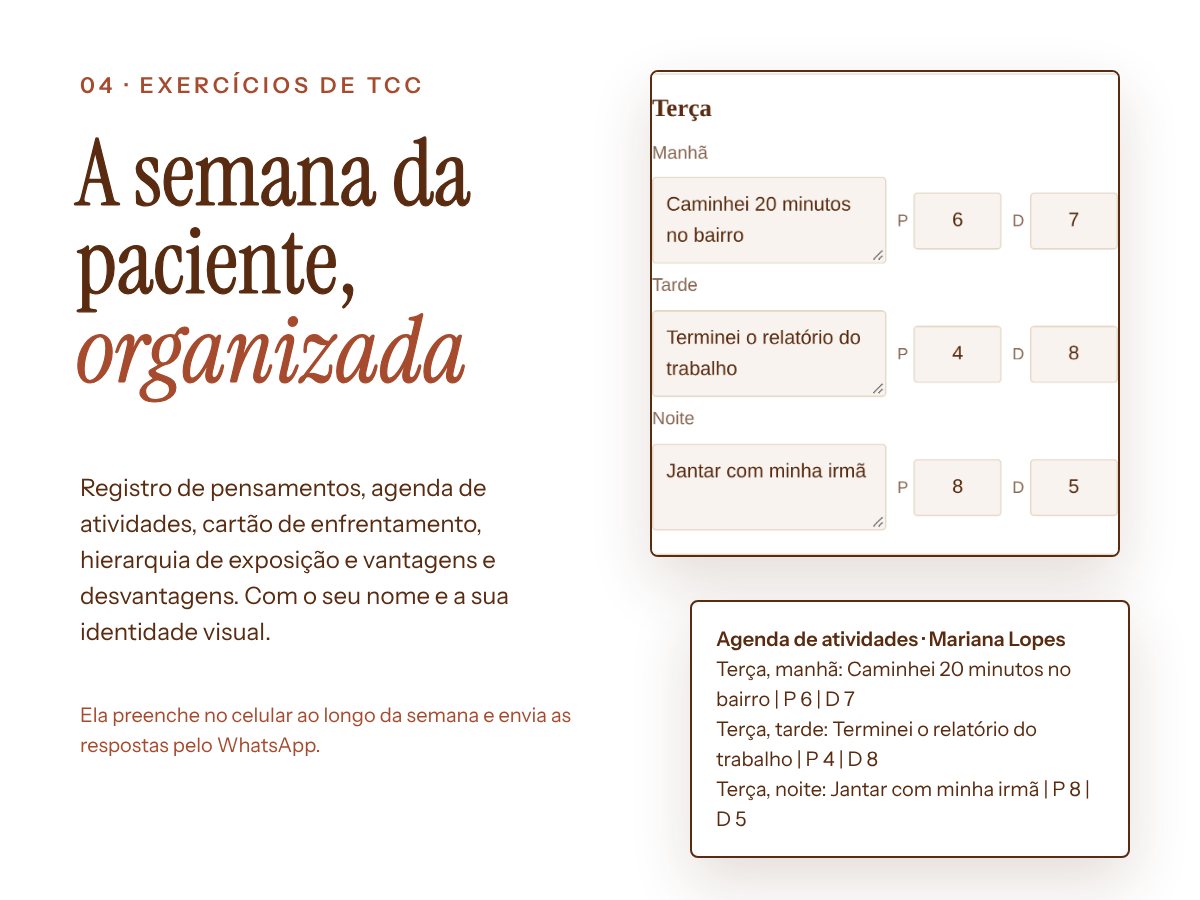 04 · EXERCÍCIOS DE TCC
A semana da
paciente,
organizada
Registro de pensamentos, agenda de
atividades, cartão de enfrentamento,
hierarquia de exposição e vantagens e
desvantagens. Com o seu nome e a sua
identidade visual.
Ela preenche no celular ao longo da semana e envia as
respostas pelo WhatsApp.
Terça
Manhã
Caminhei 20 minutos
no bairro
P 6 D 7
Tarde
Terminei o relatório do
trabalho
P 4 D 8
Noite
Jantar com minha irmã
P 8 D 5
Agenda de atividades · Mariana Lopes
Terça, manhã: Caminhei 20 minutos no
bairro | P 6 | D 7
Terça, tarde: Terminei o relatório do
trabalho | P 4 | D 8
Terça, noite: Jantar com minha irmã | P 8 |
D 5